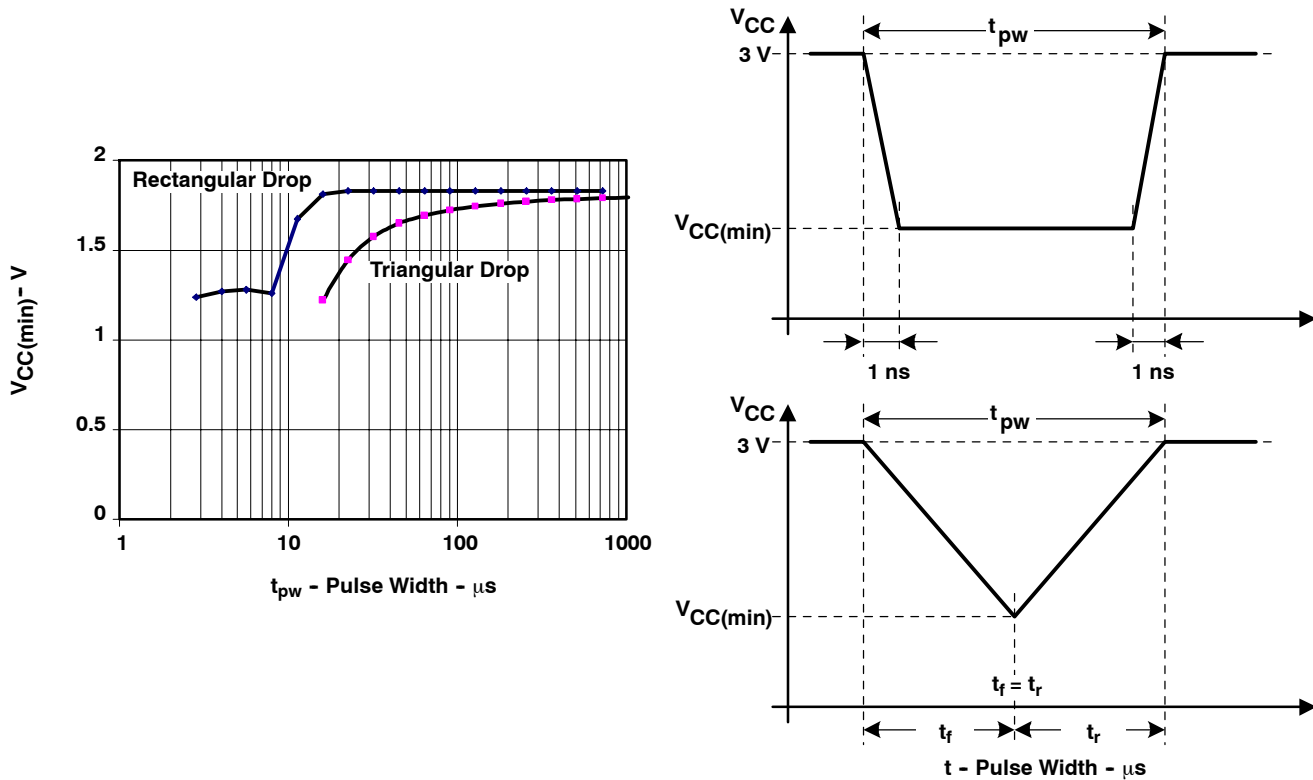 2
1.5
1
0.5
0
VCC(min) - V
Rectangular Drop
Triangular Drop
1
10
100
1000
tpw - Pulse Width - μs
VCC
3 V
tpw
VCC(min)
1 ns
1 ns
VCC
3 V
tpw
VCC(min)
tf = tr
tf
tr
t - Pulse Width - μs